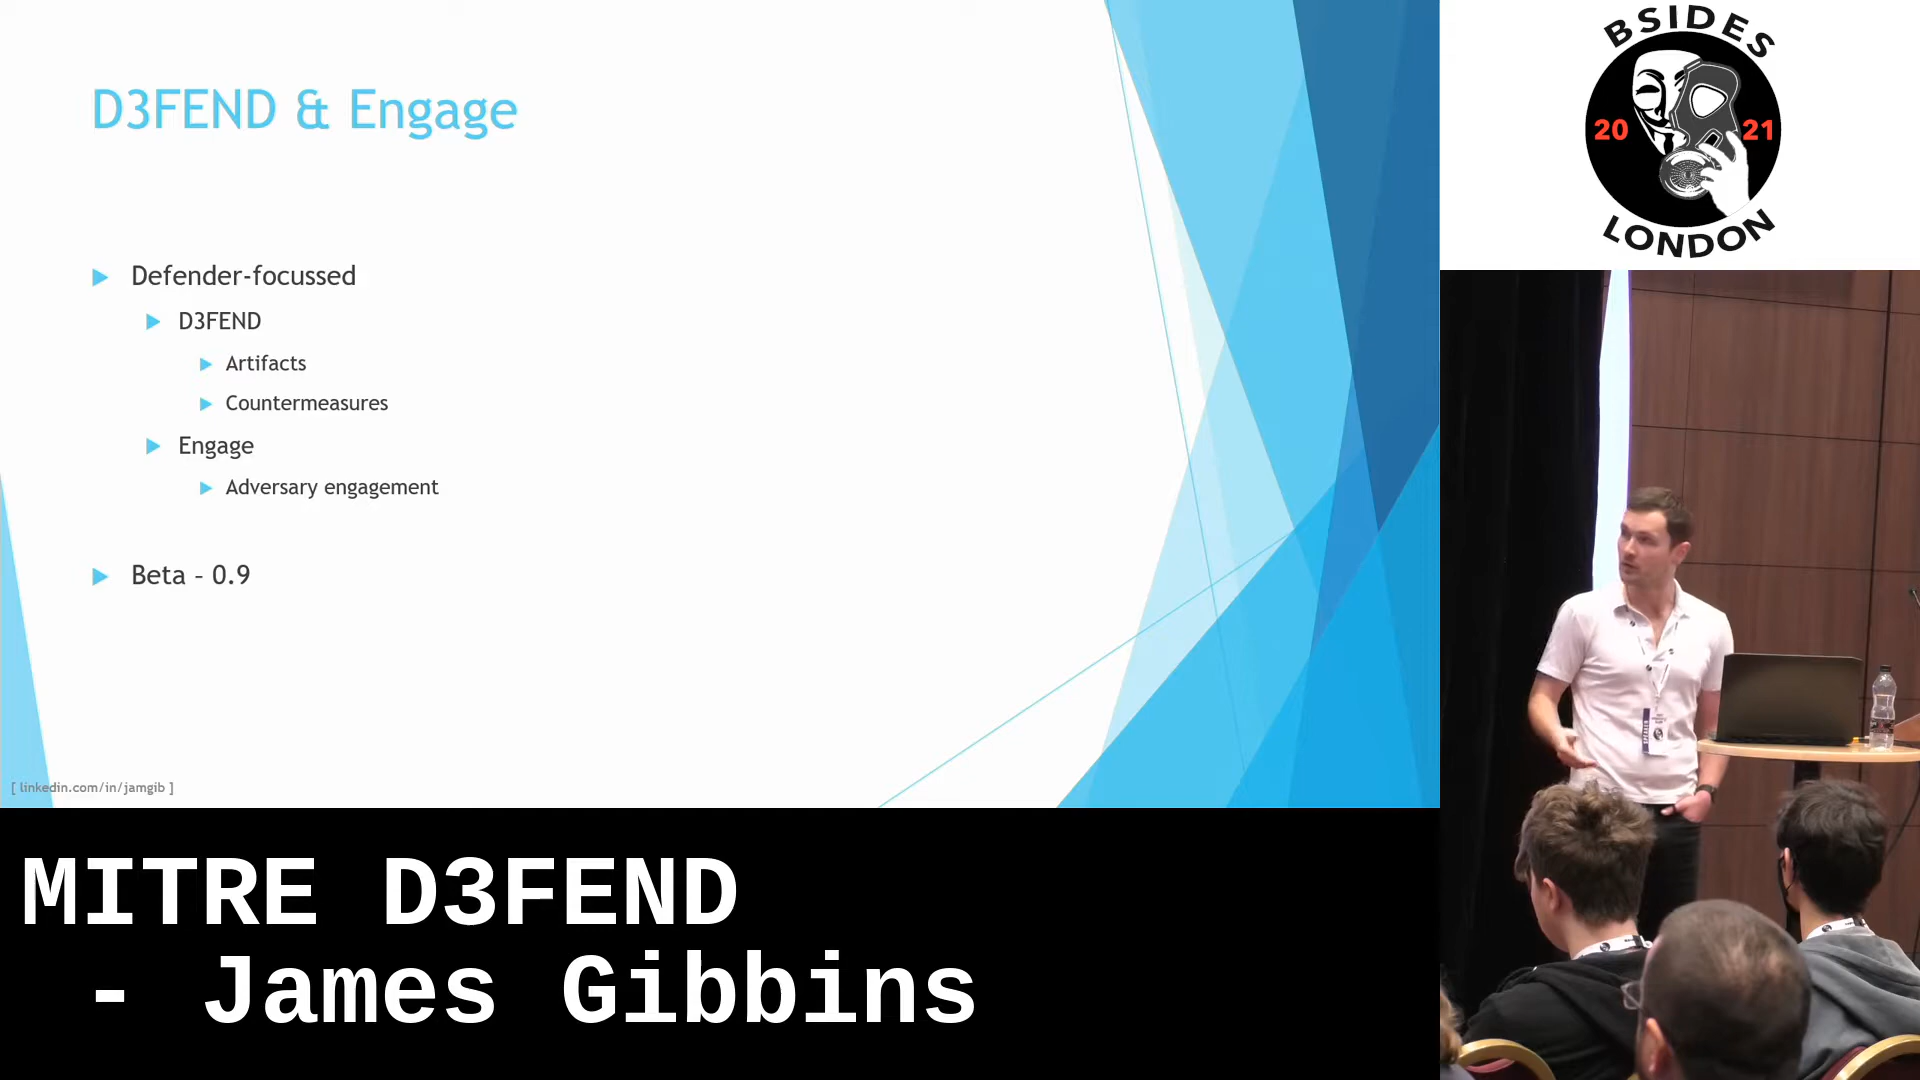 D3FEND & Engage
Defender-focussed
D3FEND
Artifacts
Countermeasures
Engage
Adversary engagement
Beta - 0.9
[ linkedin.com/in/jamgib ]
MITRE D3FEND
- James Gibbins
BSIDES
20 21
LONDON
SPEAKER